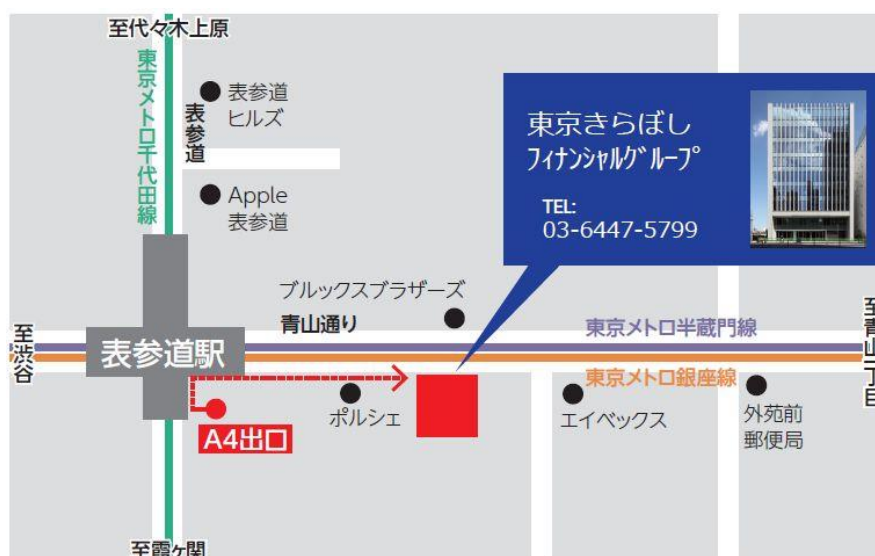 至代々木上原
東京メトロ千代田線
表参道
表参道
ヒルズ
Apple
表参道
東京きらぼし
フィナンシャルグループ
TEL:
03-6447-5799
ブルックスブラザーズ
青山通り
東京メトロ半蔵門線
至渋谷
表参道駅
至青山一丁目
東京メトロ銀座線
A4出口
ポルシェ
エイベックス
外苑前
郵便局
至霞ヶ関